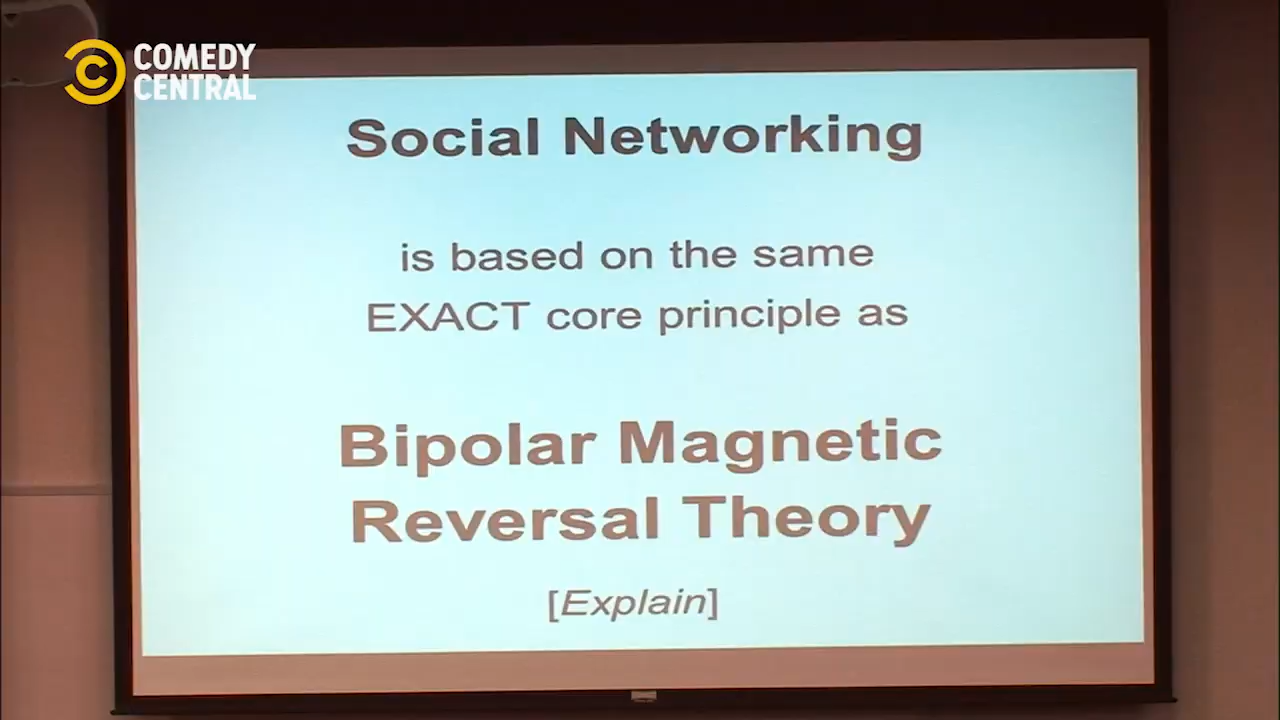 COMEDY
CENTRAL
Social Networking
is based on the same
EXACT core principle as
Bipolar Magnetic
Reversal Theory
[Explain]